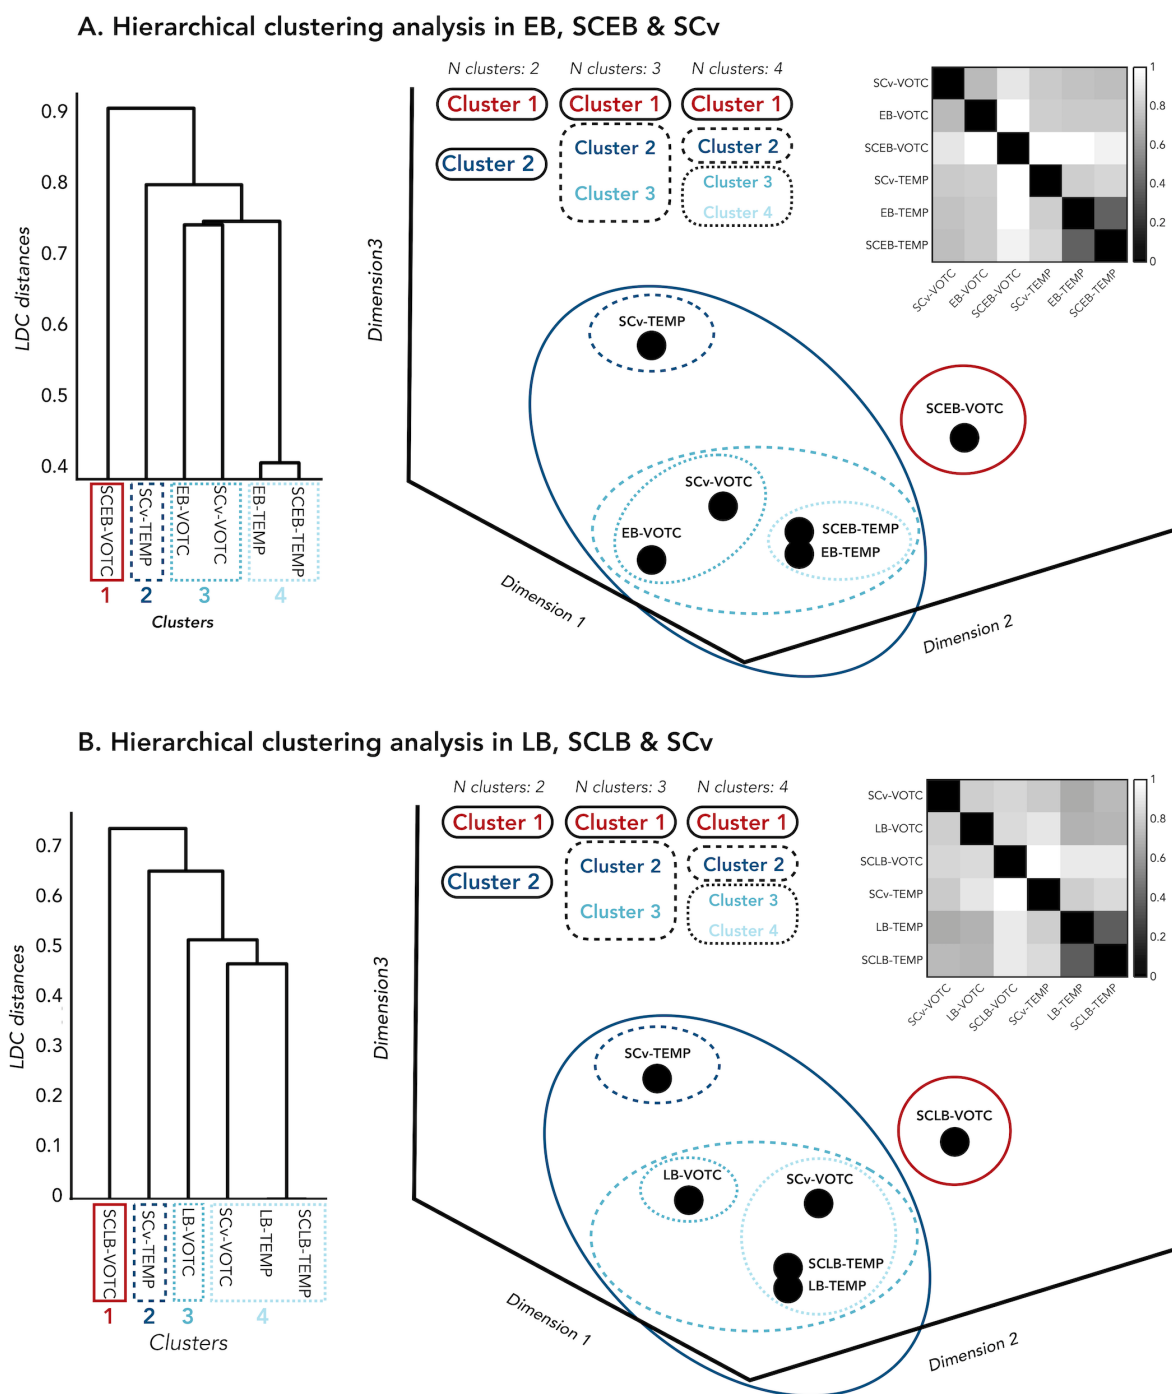 A. Hierarchical clustering analysis in EB, SCEB & SCv
N clusters: 2
N clusters: 3
N clusters: 4
Cluster 1
Cluster 1
Cluster 1
Cluster 2
Cluster 2
Cluster 2
Cluster 3
Cluster 3
Cluster 4
LDC distances
0.9
0.8
0.7
0.6
0.5
0.4
SCEB-VOTC
SCv-TEMP
EB-VOTC
SCv-VOTC
EB-TEMP
SCEB-TEMP
1
2
3
4
Clusters
Dimension3
Dimension 1
Dimension 2
SCv-TEMP
SCEB-VOTC
SCv-VOTC
EB-VOTC
SCEB-TEMP
EB-TEMP
SCv-VOTC
EB-VOTC
SCEB-VOTC
SCv-TEMP
EB-TEMP
SCEB-TEMP
SCv-VOTC
EB-VOTC
SCEB-VOTC
SCv-TEMP
EB-TEMP
SCEB-TEMP
1
0.8
0.6
0.4
0.2
0
B. Hierarchical clustering analysis in LB, SCLB & SCv
N clusters: 2
N clusters: 3
N clusters: 4
Cluster 1
Cluster 1
Cluster 1
Cluster 2
Cluster 2
Cluster 2
Cluster 3
Cluster 3
Cluster 4
LDC distances
0.7
0.6
0.5
0.4
0.3
0.2
0.1
0
SCLB-VOTC
SCv-TEMP
LB-VOTC
SCv-VOTC
LB-TEMP
SCLB-TEMP
1
2
3
4
Clusters
Dimension3
Dimension 1
Dimension 2
SCv-TEMP
SCLB-VOTC
LB-VOTC
SCv-VOTC
SCLB-TEMP
LB-TEMP
SCv-VOTC
LB-VOTC
SCLB-VOTC
SCv-TEMP
LB-TEMP
SCLB-TEMP
SCv-VOTC
LB-VOTC
SCLB-VOTC
SCv-TEMP
LB-TEMP
SCLB-TEMP
1
0.8
0.6
0.4
0.2
0